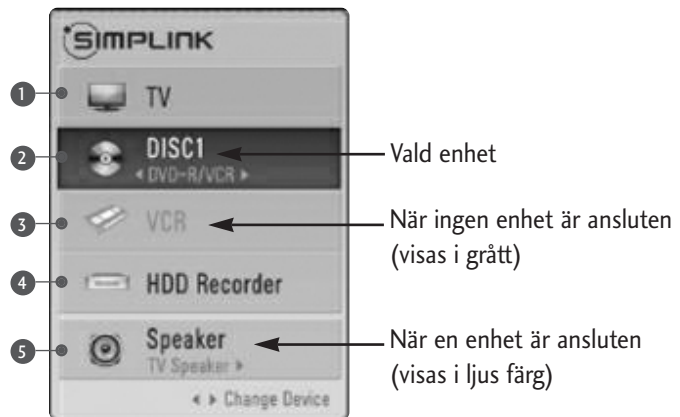 SIMPLINK
1 TV
2 DISC1
◂ DVD-R/VCR ▸
Vald enhet
3 VCR
När ingen enhet är ansluten
(visas i grått)
4 HDD Recorder
5 Speaker
TV Speaker ▸
När en enhet är ansluten
(visas i ljus färg)
◂ ▸ Change Device